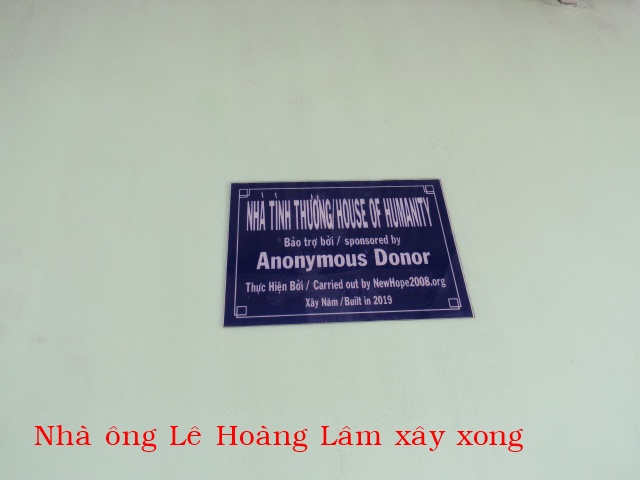 NHÀ TÌNH THƯƠNG/HOUSE OF HUMANITY
Bảo trợ bởi / sponsored by
Anonymous Donor
Thực Hiện Bởi / Carried out by NewHope2008.org
Xây Năm / Built in 2019
Nhà ông Lê Hoàng Lâm xây xong